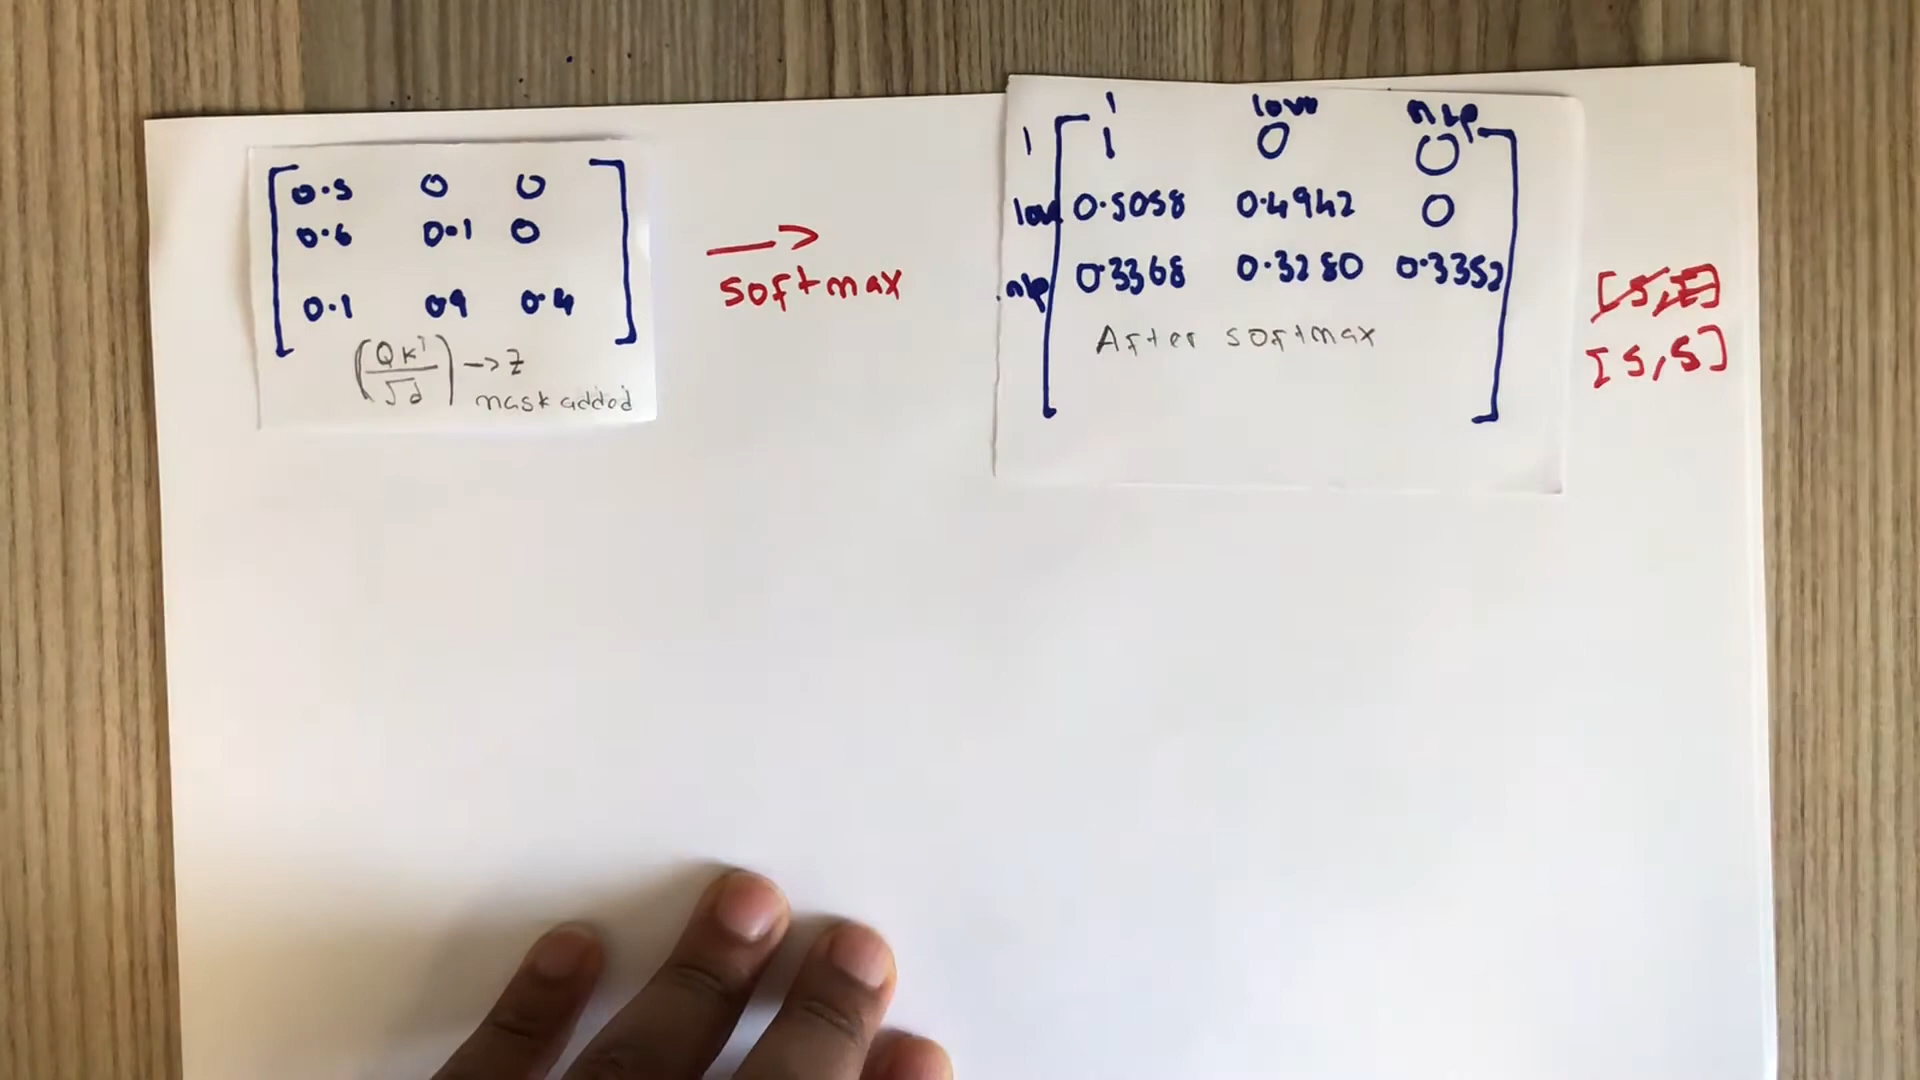 0.5 0 0
0.6 0.1 0
0.1 0.9 0.4
(QKᵀ/√d) → z
mask added
→
softmax
I love nlp
I 1 0 0
love 0.5058 0.4942 0
nlp 0.3368 0.3280 0.3352
After softmax
[S,S]